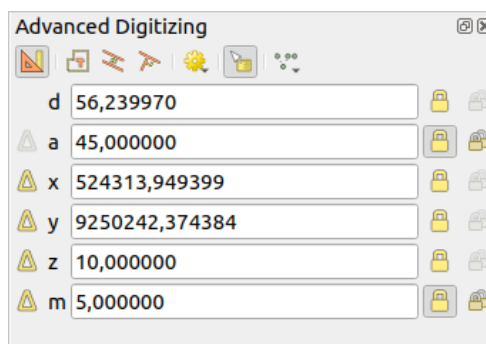 Advanced Digitizing
d 56,239970
a 45,000000
x 524313,949399
y 9250242,374384
z 10,000000
m 5,000000